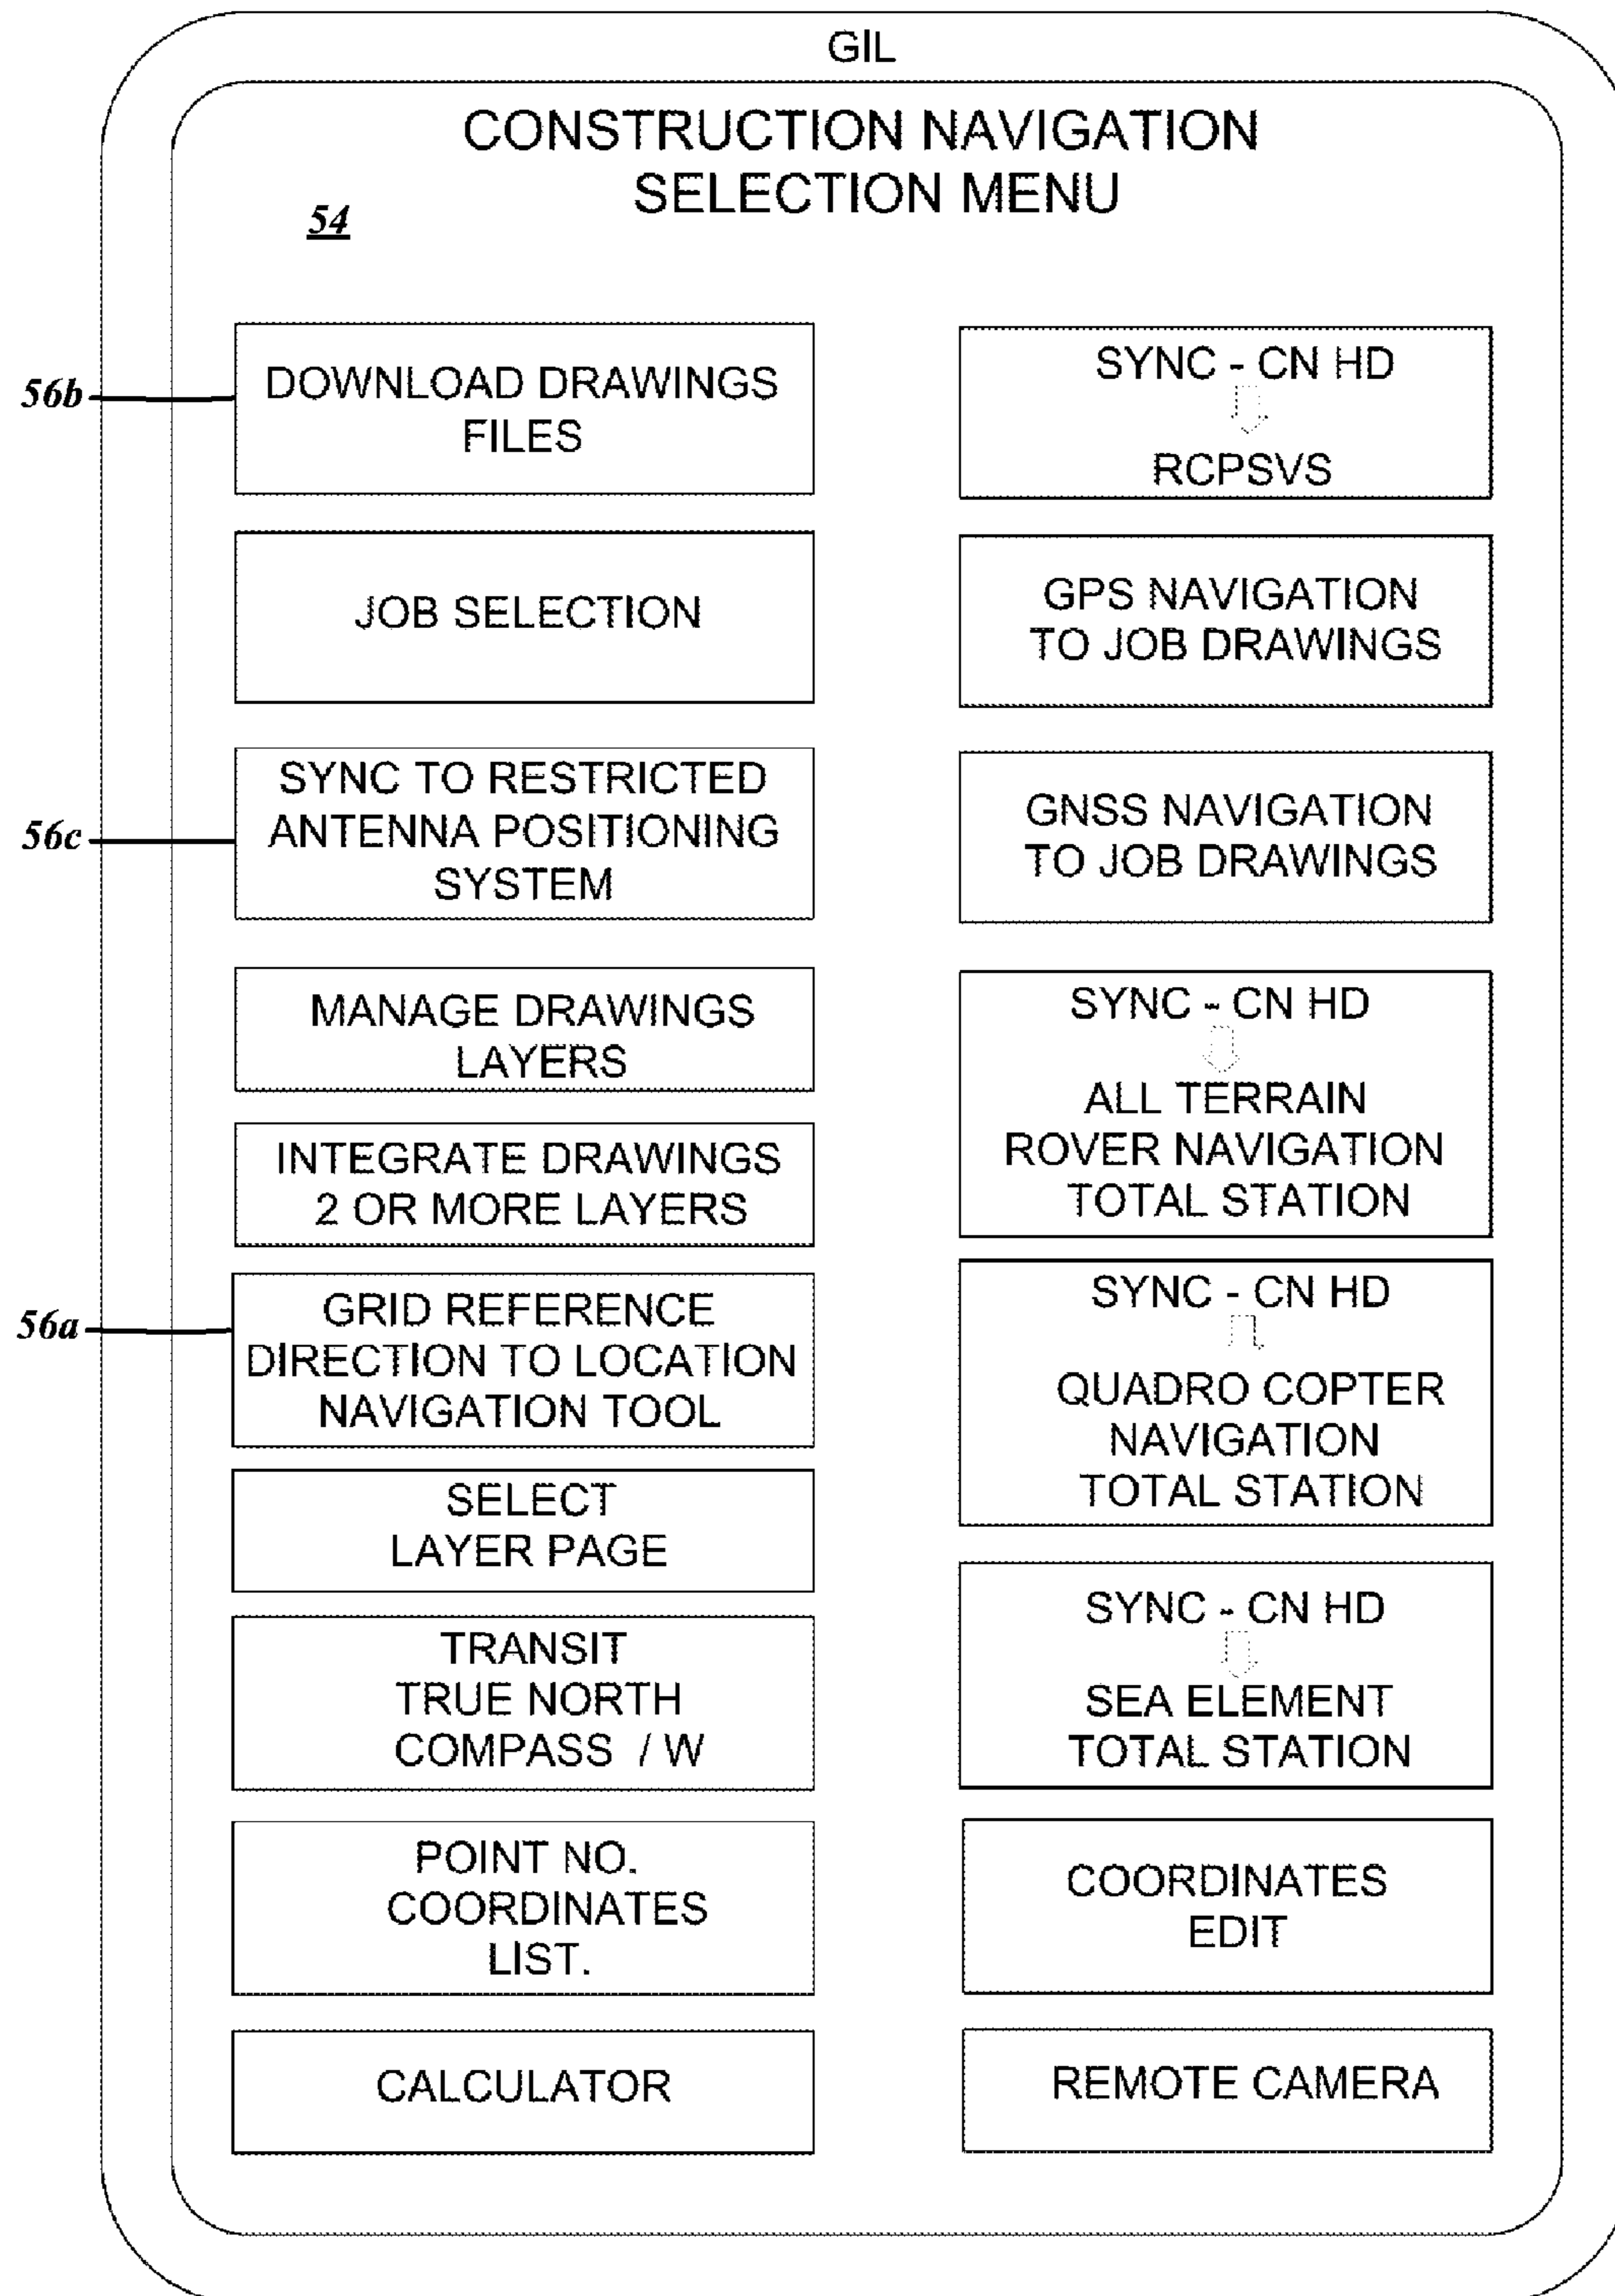 GIL
CONSTRUCTION NAVIGATION
SELECTION MENU
54
56b
DOWNLOAD DRAWINGS
FILES
JOB SELECTION
56c
SYNC TO RESTRICTED
ANTENNA POSITIONING
SYSTEM
MANAGE DRAWINGS
LAYERS
INTEGRATE DRAWINGS
2 OR MORE LAYERS
56a
GRID REFERENCE
DIRECTION TO LOCATION
NAVIGATION TOOL
SELECT
LAYER PAGE
TRANSIT
TRUE NORTH
COMPASS / W
POINT NO.
COORDINATES
LIST.
CALCULATOR
SYNC - CN HD
RCPSVS
GPS NAVIGATION
TO JOB DRAWINGS
GNSS NAVIGATION
TO JOB DRAWINGS
SYNC - CN HD
ALL TERRAIN
ROVER NAVIGATION
TOTAL STATION
SYNC - CN HD
QUADRO COPTER
NAVIGATION
TOTAL STATION
SYNC - CN HD
SEA ELEMENT
TOTAL STATION
COORDINATES
EDIT
REMOTE CAMERA